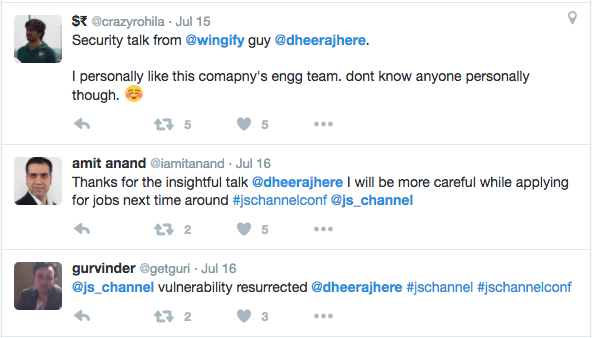 $₹ @crazyrohila · Jul 15
Security talk from @wingify guy @dheerajhere.
I personally like this comapny's engg team. dont know anyone personally
though. ☺️
5 5
amit anand @iamitanand · Jul 16
Thanks for the insightful talk @dheerajhere I will be more careful while applying
for jobs next time around #jschannelconf @js_channel
2 5
gurvinder @getguri · Jul 16
@js_channel vulnerability resurrected @dheerajhere #jschannel #jschannelconf
2 3